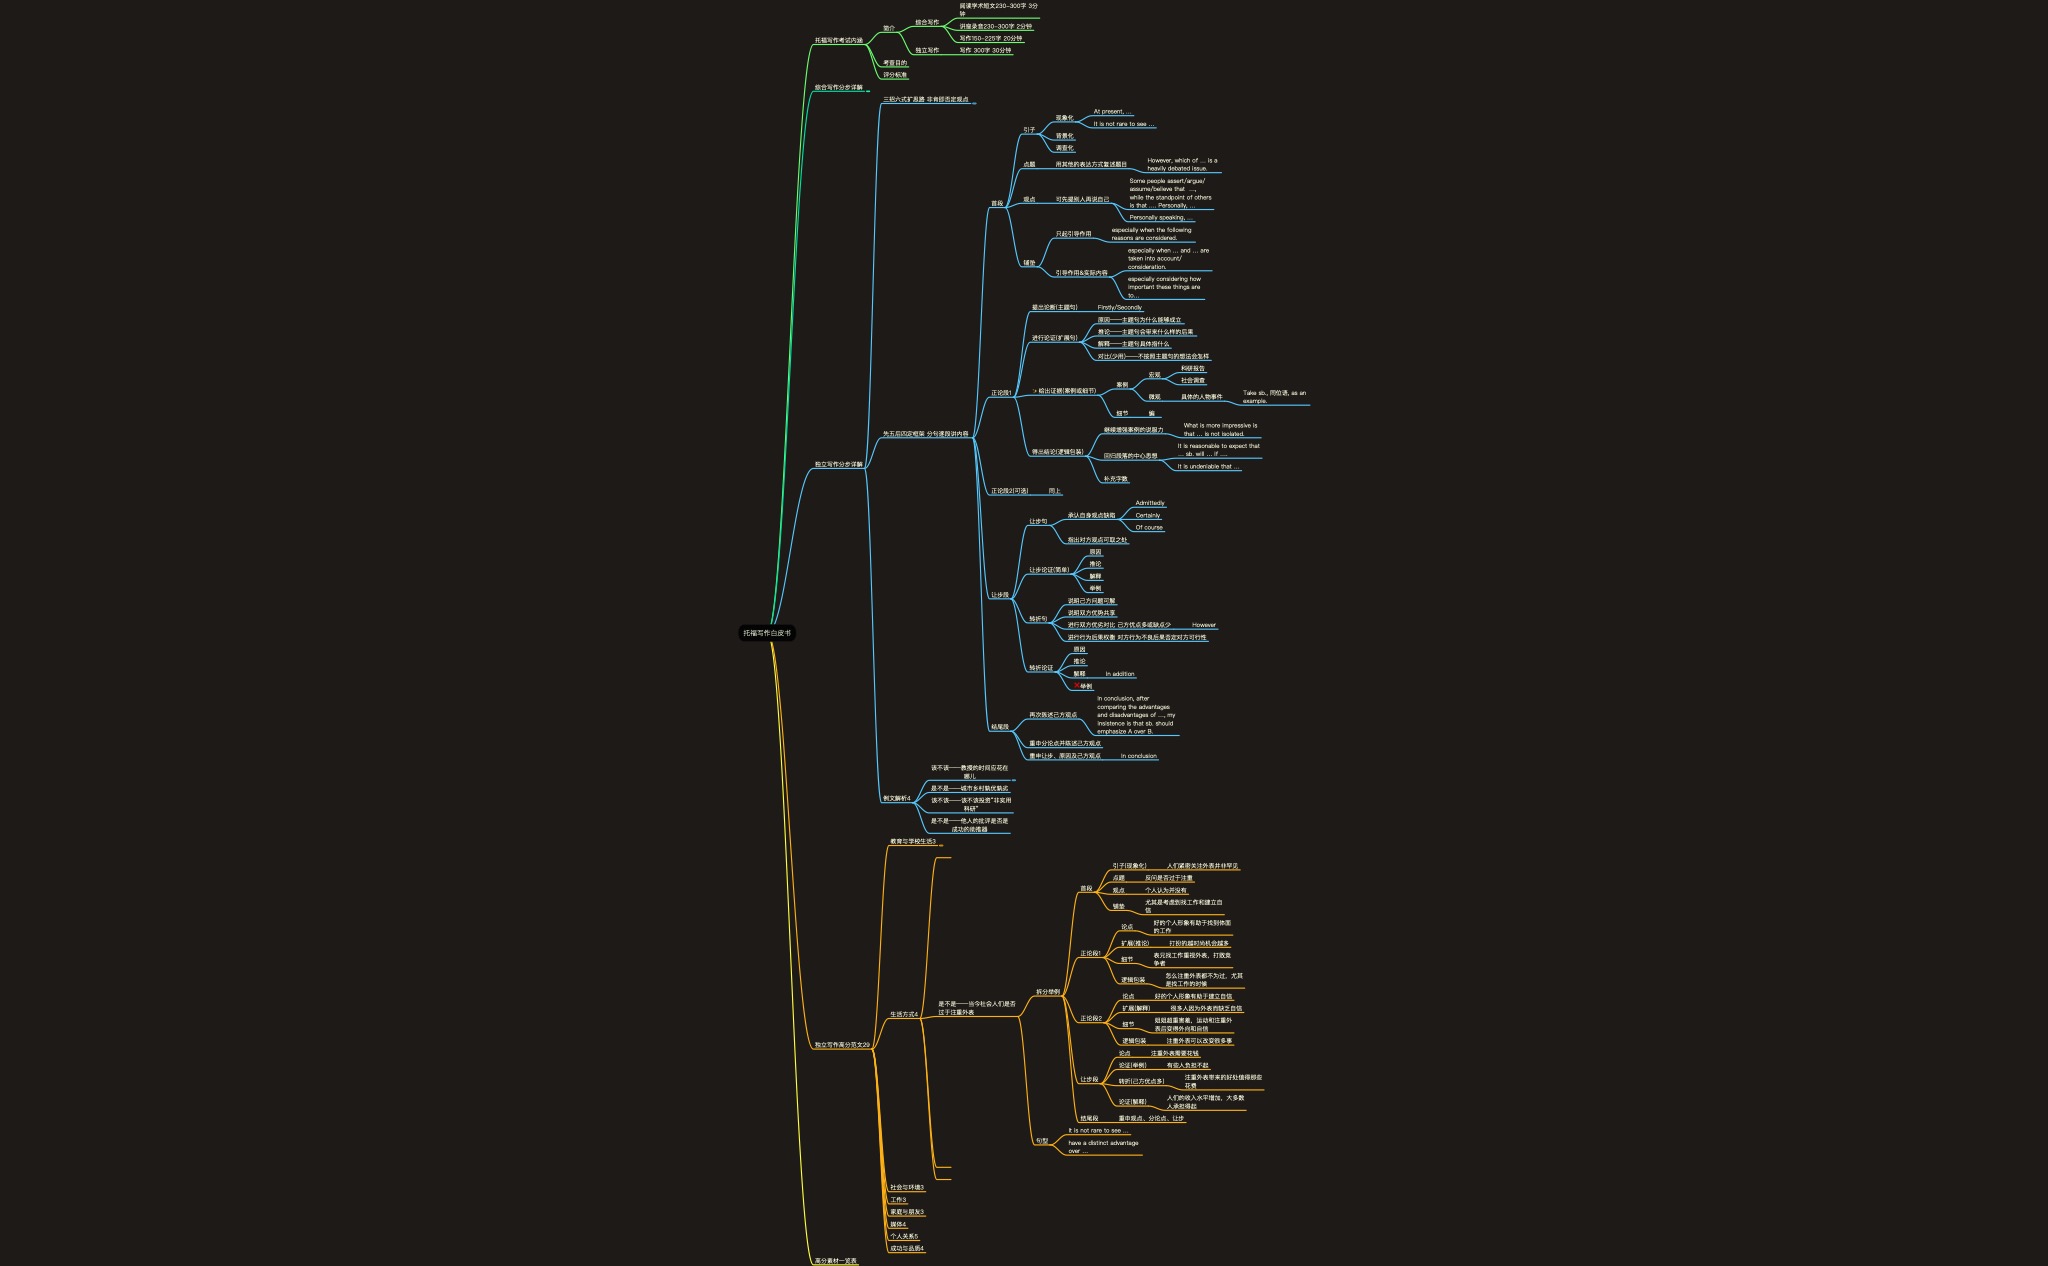 托福写作白皮书
托福写作考试内涵
简介
综合写作
阅读学术短文230-300字 3分
钟
讲座录音230-300字 2分钟
写作150-225字 20分钟
独立写作
写作 300字 30分钟
考查目的
评分标准
综合写作分步详解
独立写作分步详解
三招六式扩思路 非肯即否定观点
先五后四定框架 分句逐段讲内容
首段
引子
现象化
At present, ...
It is not rare to see ...
背景化
调查化
点题
用其他的表达方式复述题目
However, which of ... is a
heavily debated issue.
观点
可先提别人再说自己
Some people assert/argue/
assume/believe that ...,
while the standpoint of others
is that .... Personally, ...
Personally speaking, ...
铺垫
只起引导作用
especially when the following
reasons are considered.
引导作用&实际内容
especially when ... and ... are
taken into account/
consideration.
especially considering how
important these things are
to...
正论段1
提出论断(主题句)
Firstly/Secondly
进行论证(扩展句)
原因——主题句为什么能够成立
推论——主题句会带来什么样的后果
解释——主题句具体指什么
对比(少用)——不按照主题句的想法会怎样
> 给出证据(案例或细节)
案例
宏观
科研报告
社会调查
微观
具体的人物事件
Take sb., 同位语, as an
example.
细节
编
得出结论(逻辑包装)
继续增强案例的说服力
What is more impressive is
that ... is not isolated.
回归段落的中心思想
It is reasonable to expect that
... sb. will ... if ....
It is undeniable that ...
补充字数
正论段2(可选)
同上
让步段
让步句
承认自身观点缺陷
Admittedly
Certainly
Of course
指出对方观点可取之处
让步论证(简单)
原因
推论
解释
举例
转折句
说明己方问题可解
说明双方优势共享
进行双方优劣对比 己方优点多或缺点少
However
进行行为后果权衡 对方行为不良后果否定对方可行性
转折论证
原因
推论
解释
In addition
❌举例
结尾段
再次陈述己方观点
In conclusion, after
comparing the advantages
and disadvantages of ..., my
insistence is that sb. should
emphasize A over B.
重申分论点并陈述己方观点
重申让步、原因及己方观点
In conclusion
例文解析4
该不该——教授的时间应花在
哪儿
是不是——城市乡村孰优孰劣
该不该——该不该投资“非实用
科研”
是不是——他人的批评是否是
成功的助推器
独立写作高分范文29
教育与学校生活3
生活方式4
是不是——当今社会人们是否
过于注重外表
拆分举例
首段
引子(现象化)
人们紧密关注外表并非罕见
点题
反问是否过于注重
观点
个人认为并没有
铺垫
尤其是考虑到找工作和建立自
信
正论段1
论点
好的个人形象有助于找到体面
的工作
扩展(推论)
打扮的越时尚机会越多
细节
表兄找工作重视外表，打败竞
争者
逻辑包装
怎么注重外表都不为过，尤其
是找工作的时候
正论段2
论点
好的个人形象有助于建立自信
扩展(解释)
很多人因为外表而缺乏自信
细节
姐姐超重害羞，运动和注重外
表后变得外向和自信
逻辑包装
注重外表可以改变很多事
让步段
论点
注重外表需要花钱
论证(举例)
有些人负担不起
转折(己方优点多)
注重外表带来的好处值得那些
花费
论证(解释)
人们的收入水平增加，大多数
人承担得起
结尾段
重申观点、分论点、让步
句型
It is not rare to see ...
have a distinct advantage
over ...
社会与环境3
工作3
家庭与朋友3
媒体4
个人关系5
成功与品质4
高分素材一览表